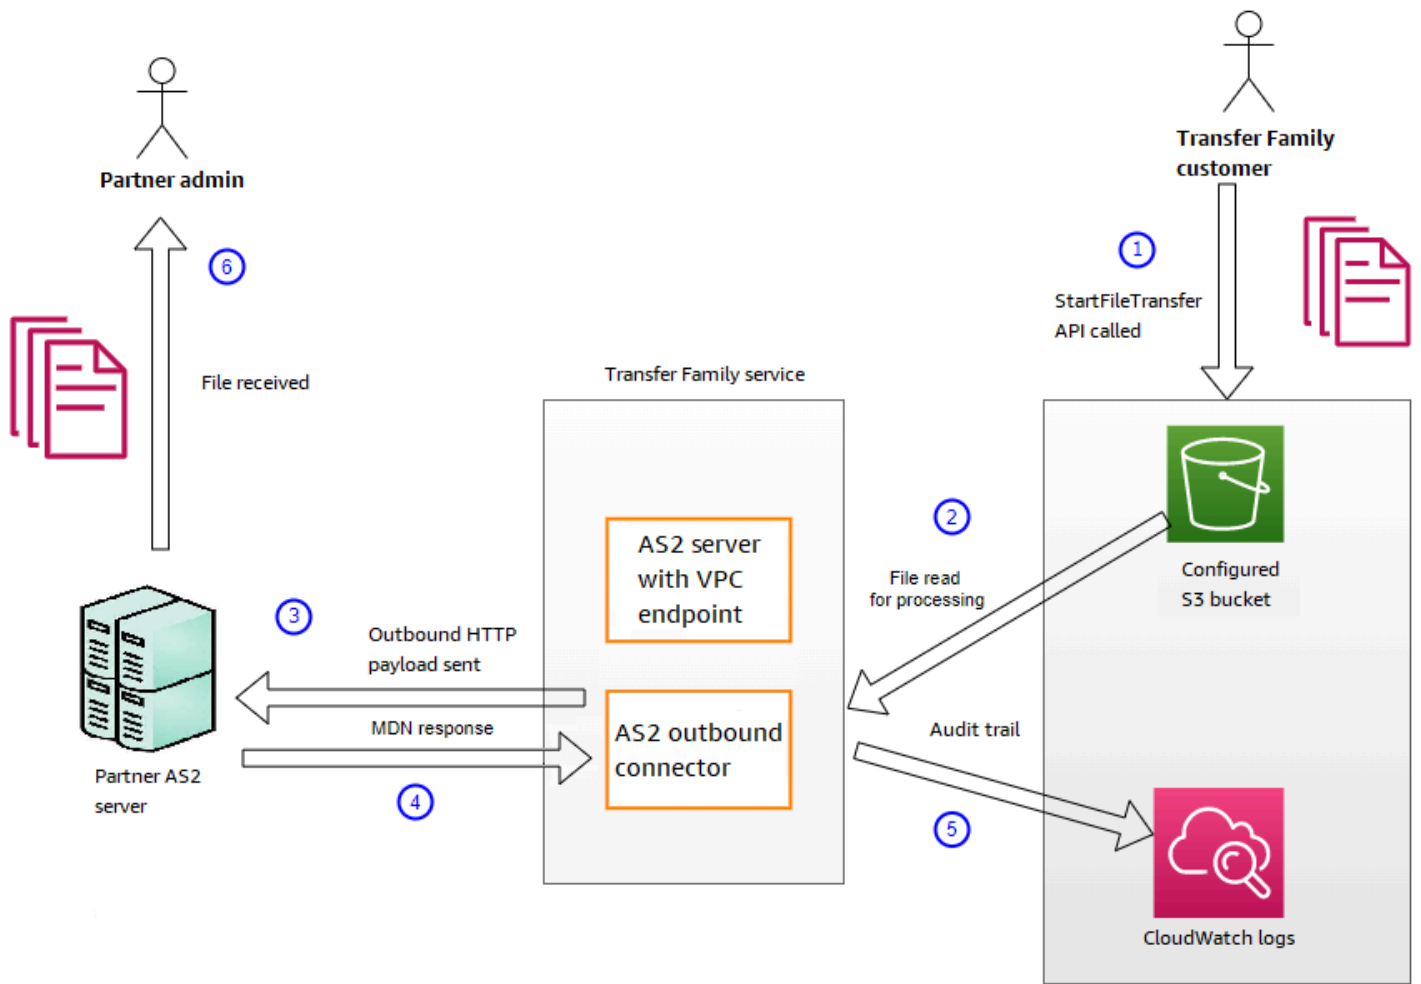 Transfer Family
customer
Partner admin
1
StartFileTransfer
API called
6
File received
Transfer Family service
2
File read
for processing
AS2 server
with VPC
endpoint
Configured
S3 bucket
3
Outbound HTTP
payload sent
MDN response
4
AS2 outbound
connector
Audit trail
5
Partner AS2
server
CloudWatch logs